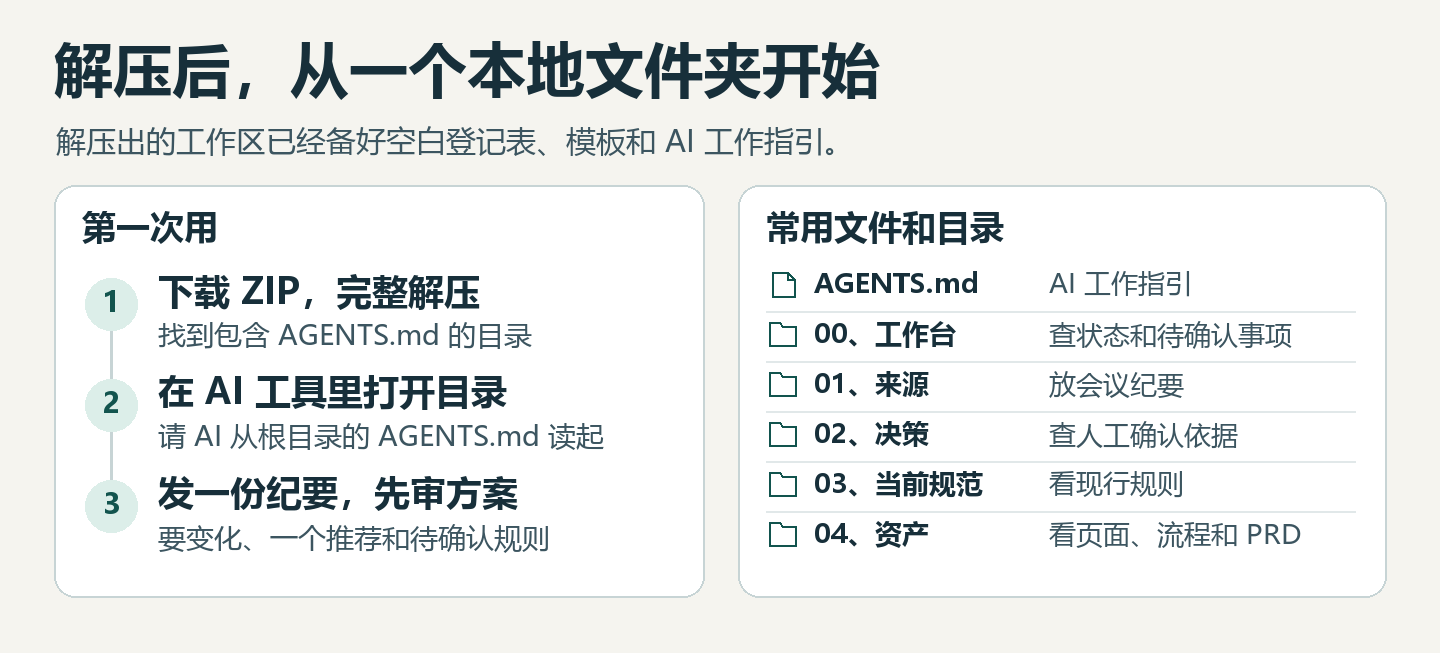 解压后，从一个本地文件夹开始
解压出的工作区已经备好空白登记表、模板和 AI 工作指引。
第一次用
1
下载 ZIP，完整解压
找到包含 AGENTS.md 的目录
2
在 AI 工具里打开目录
请 AI 从根目录的 AGENTS.md 读起
3
发一份纪要，先审方案
要变化、一个推荐和待确认规则
常用文件和目录
AGENTS.md AI 工作指引
00、工作台 查状态和待确认事项
01、来源 放会议纪要
02、决策 查人工确认依据
03、当前规范 看现行规则
04、资产 看页面、流程和 PRD